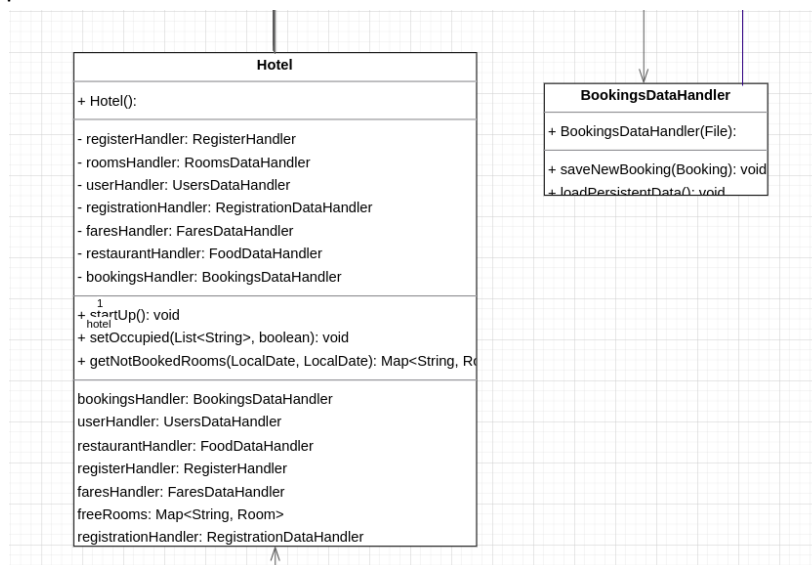 Hotel
+ Hotel():
- registerHandler: RegisterHandler
- roomsHandler: RoomsDataHandler
- userHandler: UsersDataHandler
- registrationHandler: RegistrationDataHandler
- faresHandler: FaresDataHandler
- restaurantHandler: FoodDataHandler
- bookingsHandler: BookingsDataHandler
1
+ startUp(): void
hotel
+ setOccupied(List<String>, boolean): void
+ getNotBookedRooms(LocalDate, LocalDate): Map<String, Ro
bookingsHandler: BookingsDataHandler
userHandler: UsersDataHandler
restaurantHandler: FoodDataHandler
registerHandler: RegisterHandler
faresHandler: FaresDataHandler
freeRooms: Map<String, Room>
registrationHandler: RegistrationDataHandler
BookingsDataHandler
+ BookingsDataHandler(File):
+ saveNewBooking(Booking): void
+ loadPersistentData(): void